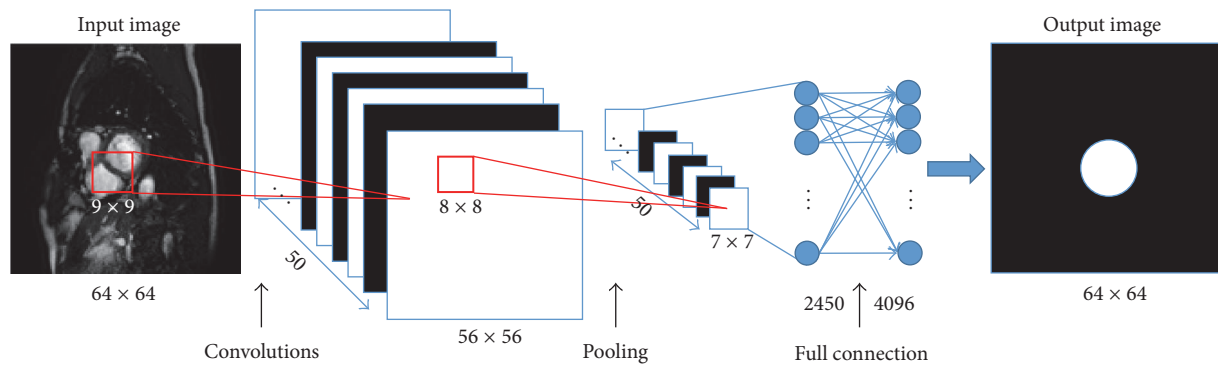 Input image
9 × 9
64 × 64
Convolutions
50
8 × 8
56 × 56
Pooling
50
7 × 7
2450
4096
Full connection
Output image
64 × 64